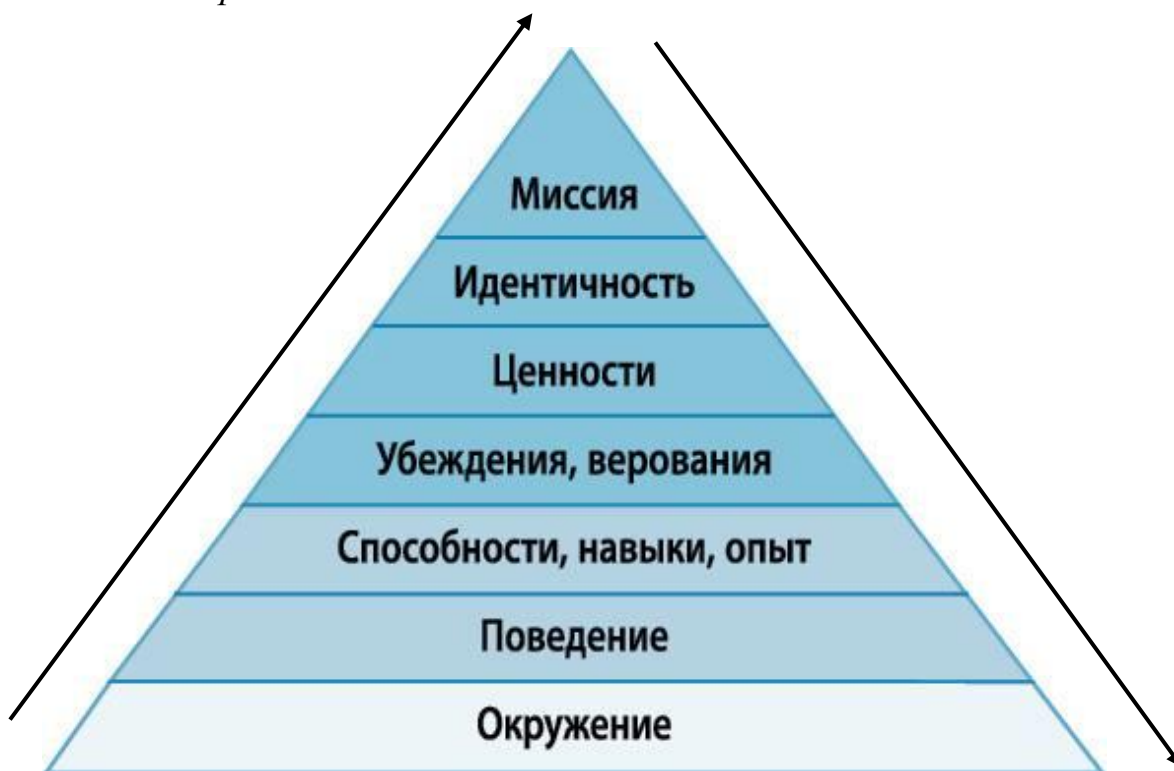 Миссия
Идентичность
Ценности
Убеждения, верования
Способности, навыки, опыт
Поведение
Окружение